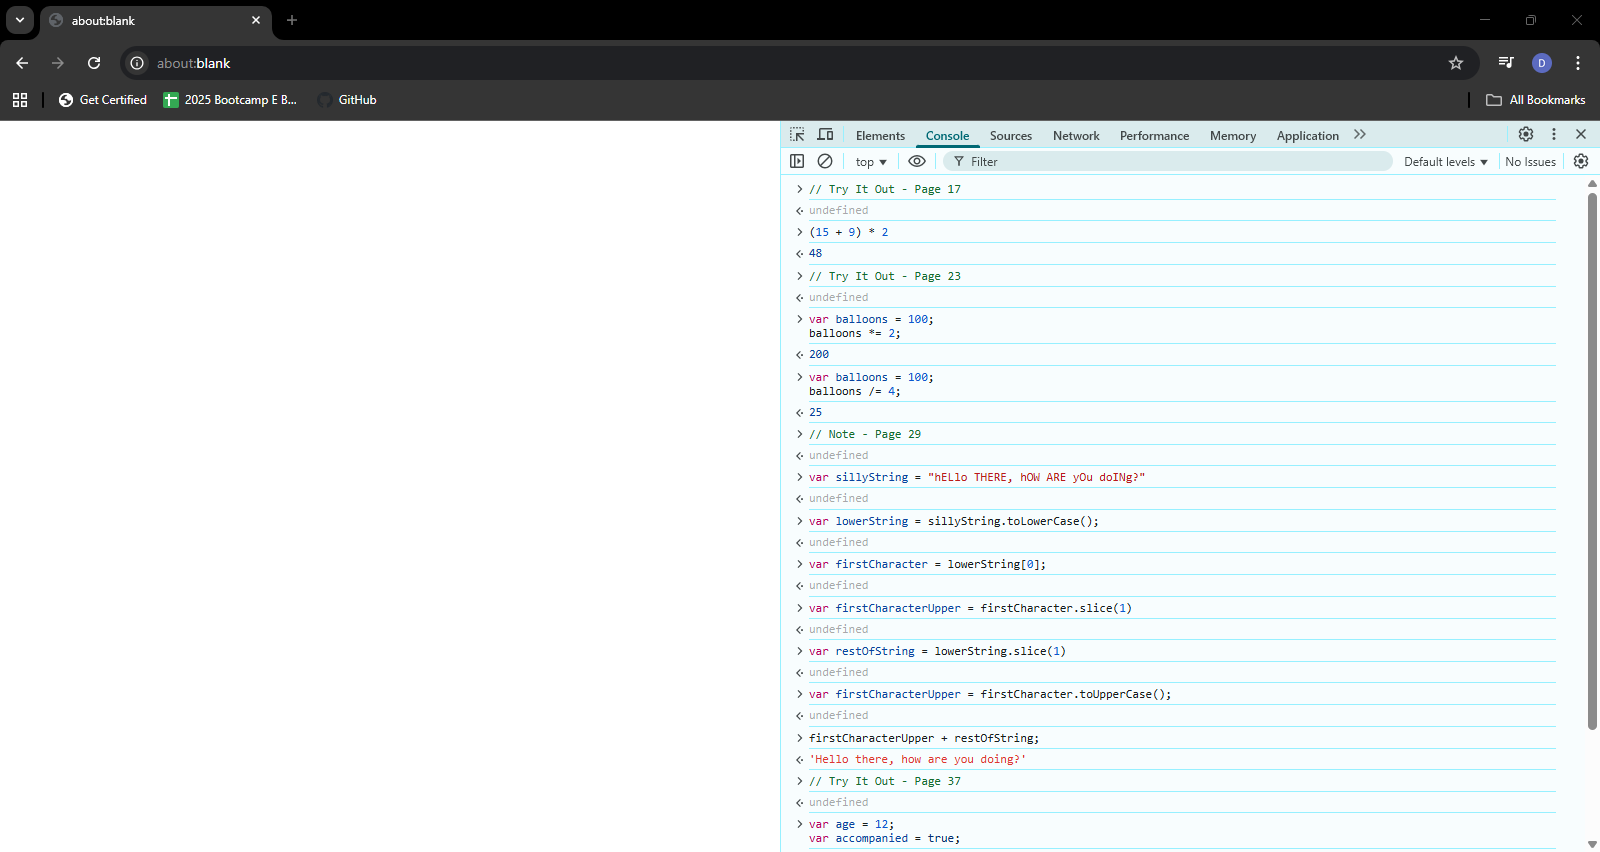 about:blank
about:blank
D
Get Certified
2025 Bootcamp E B...
GitHub
All Bookmarks
Elements Console Sources Network Performance Memory Application
top
Filter
Default levels
No Issues
// Try It Out - Page 17
undefined
(15 + 9) * 2
48
// Try It Out - Page 23
undefined
var balloons = 100;
balloons *= 2;
200
var balloons = 100;
balloons /= 4;
25
// Note - Page 29
undefined
var sillyString = "hELlo THERE, hOW ARE yOu doINg?"
undefined
var lowerString = sillyString.toLowerCase();
undefined
var firstCharacter = lowerString[0];
undefined
var firstCharacterUpper = firstCharacter.slice(1)
undefined
var restOfString = lowerString.slice(1)
undefined
var firstCharacterUpper = firstCharacter.toUpperCase();
undefined
firstCharacterUpper + restOfString;
'Hello there, how are you doing?'
// Try It Out - Page 37
undefined
var age = 12;
var accompanied = true;